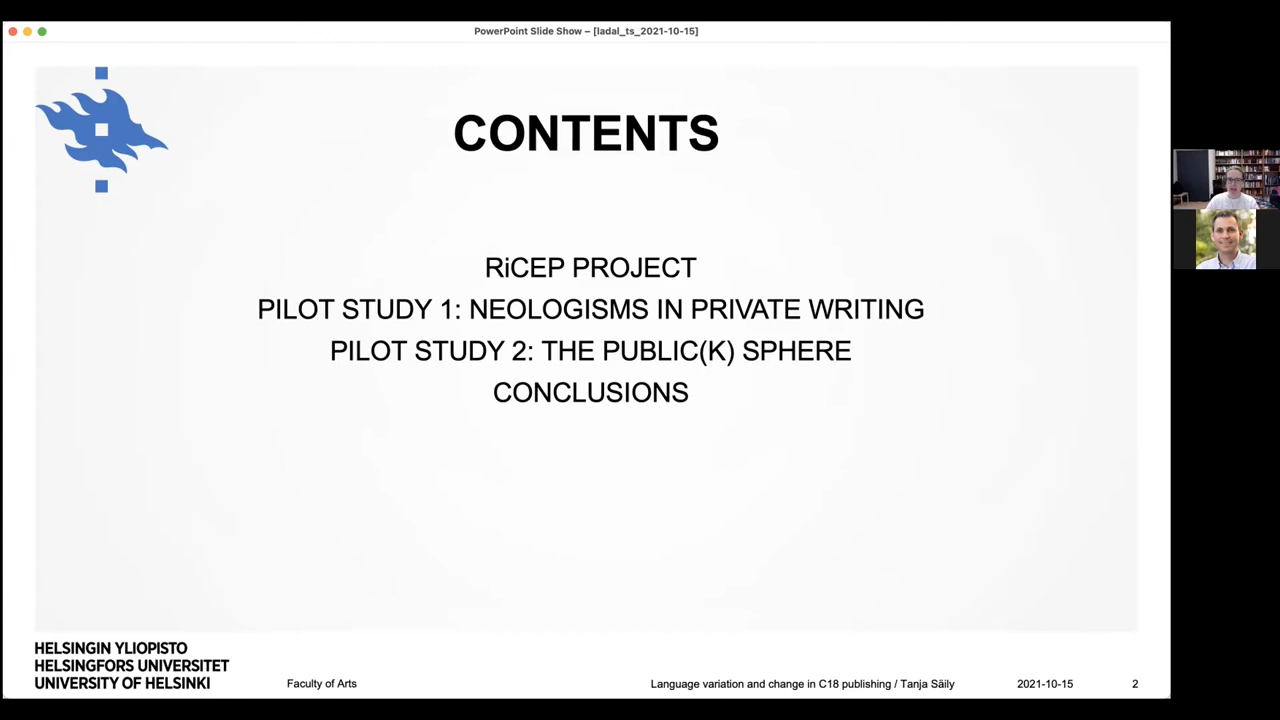 PowerPoint Slide Show – [ladal_ts_2021-10-15]
CONTENTS
RiCEP PROJECT
PILOT STUDY 1: NEOLOGISMS IN PRIVATE WRITING
PILOT STUDY 2: THE PUBLIC(K) SPHERE
CONCLUSIONS
HELSINGIN YLIOPISTO
HELSINGFORS UNIVERSITET
UNIVERSITY OF HELSINKI
Faculty of Arts
Language variation and change in C18 publishing / Tanja Säily
2021-10-15
2